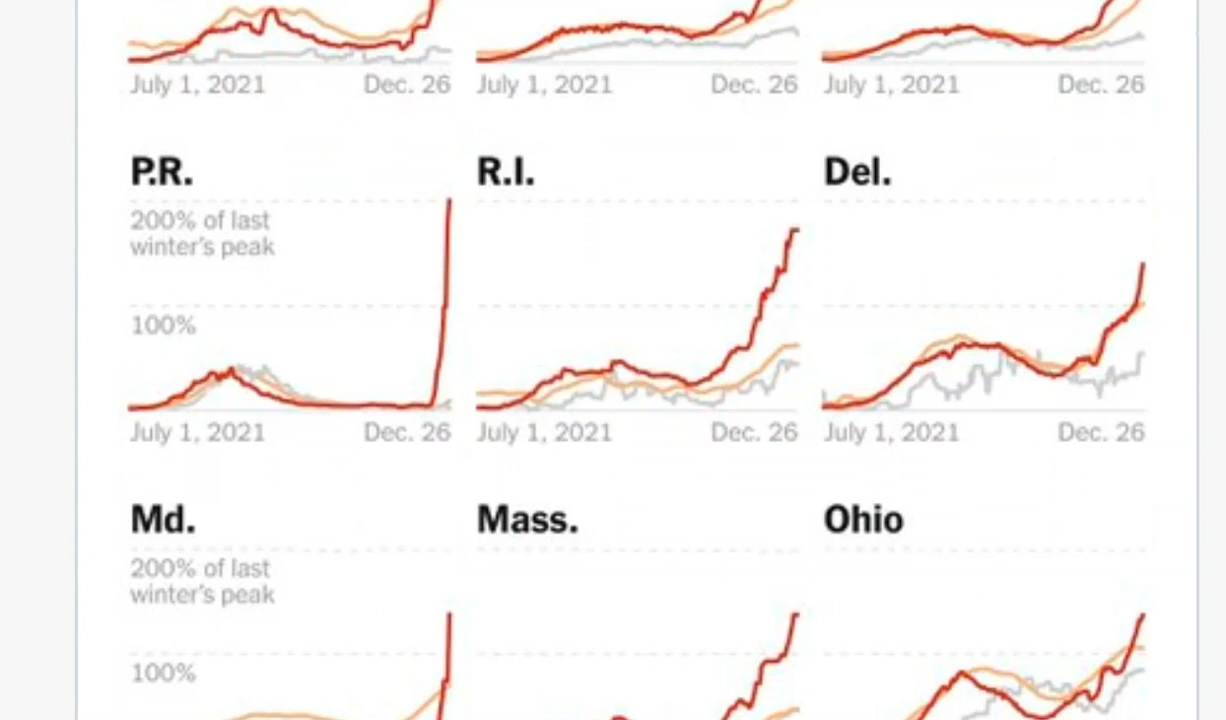 July 1, 2021 Dec. 26 July 1, 2021 Dec. 26 July 1, 2021 Dec. 26
P.R. R.I. Del.
200% of last
winter's peak
100%
July 1, 2021 Dec. 26 July 1, 2021 Dec. 26 July 1, 2021 Dec. 26
Md. Mass. Ohio
200% of last
winter's peak
100%